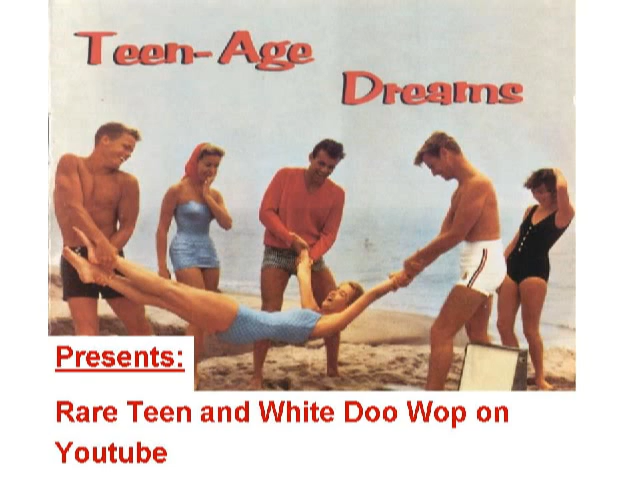 Teen-Age
Dreams
Presents:
Rare Teen and White Doo Wop on
Youtube